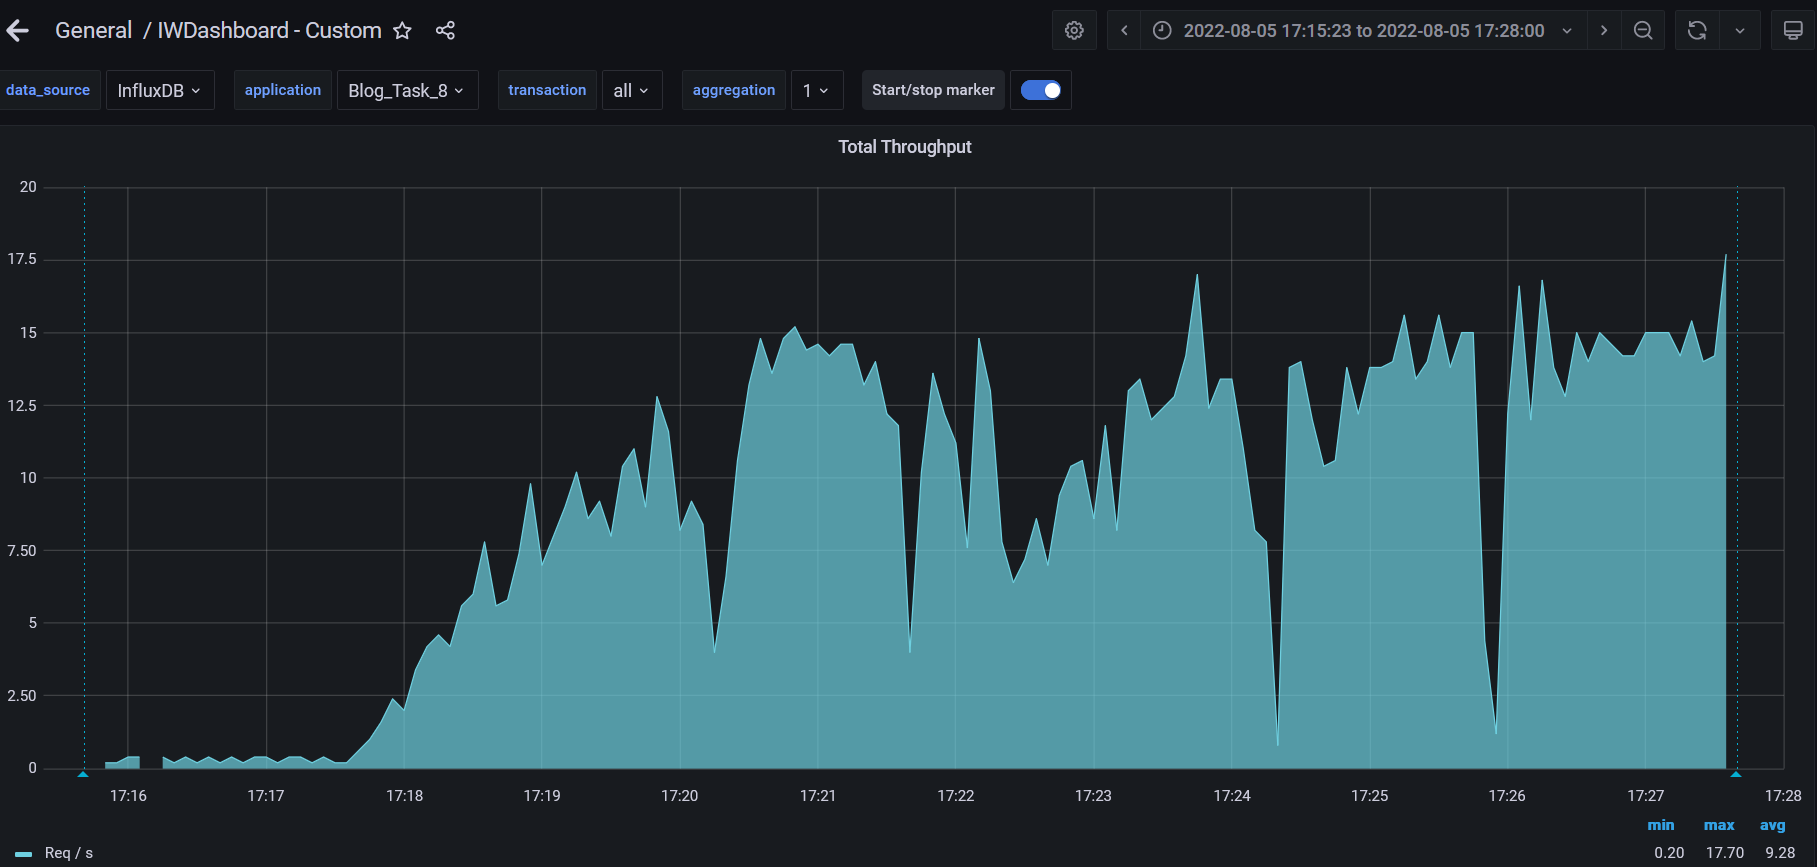 General / IWDashboard - Custom
2022-08-05 17:15:23 to 2022-08-05 17:28:00
data_source InfluxDB application Blog_Task_8 transaction all aggregation 1 Start/stop marker
Total Throughput
20
17.5
15
12.5
10
7.50
5
2.50
0
17:16 17:17 17:18 17:19 17:20 17:21 17:22 17:23 17:24 17:25 17:26 17:27 17:28
min max avg
Req / s 0.20 17.70 9.28